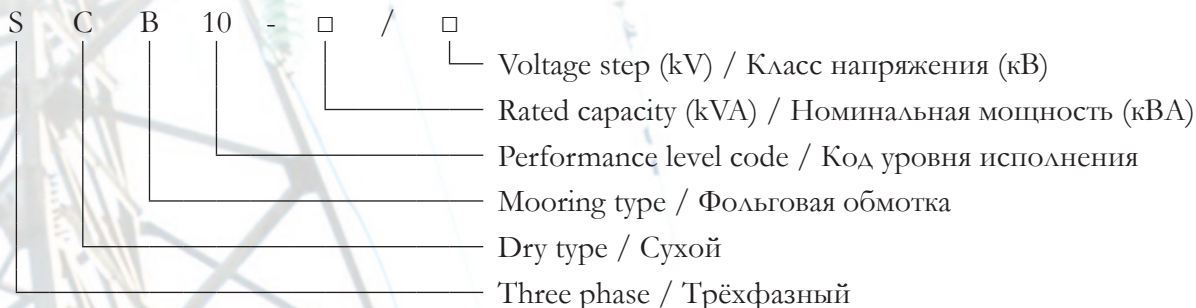 S C B 10 - □ / □
Voltage step (kV) / Класс напряжения (кВ)
Rated capacity (kVA) / Номинальная мощность (кВА)
Performance level code / Код уровня исполнения
Mooring type / Фольговая обмотка
Dry type / Сухой
Three phase / Трёхфазный